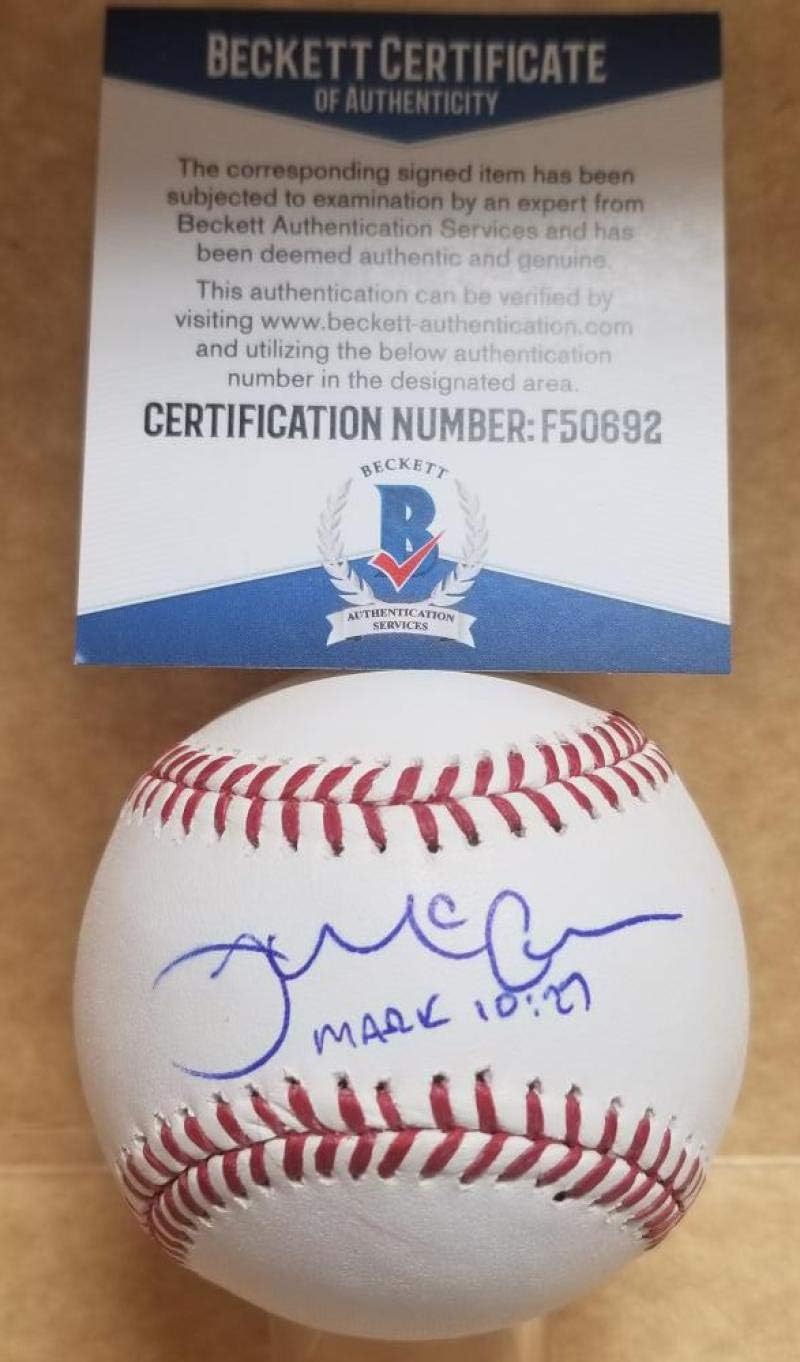 BECKETT CERTIFICATE
OF AUTHENTICITY
The corresponding signed item has been
subjected to examination by an expert from
Beckett Authentication Services and has
been deemed authentic and genuine.
This authentication can be verified by
visiting www.beckett-authentication.com
and utilizing the below authentication
number in the designated area.
CERTIFICATION NUMBER: F50692
BECKETT
B
AUTHENTICATION
SERVICES
MARK 10:27